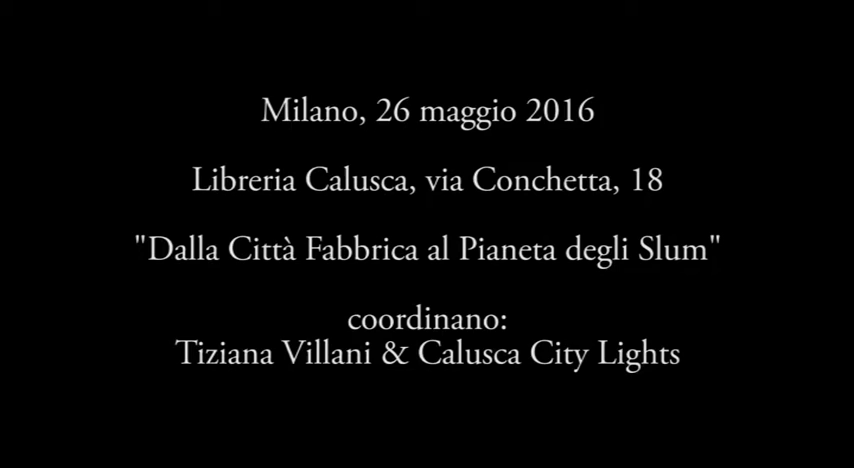 Milano, 26 maggio 2016
Libreria Calusca, via Conchetta, 18
"Dalla Città Fabbrica al Pianeta degli Slum"
coordinano:
Tiziana Villani & Calusca City Lights